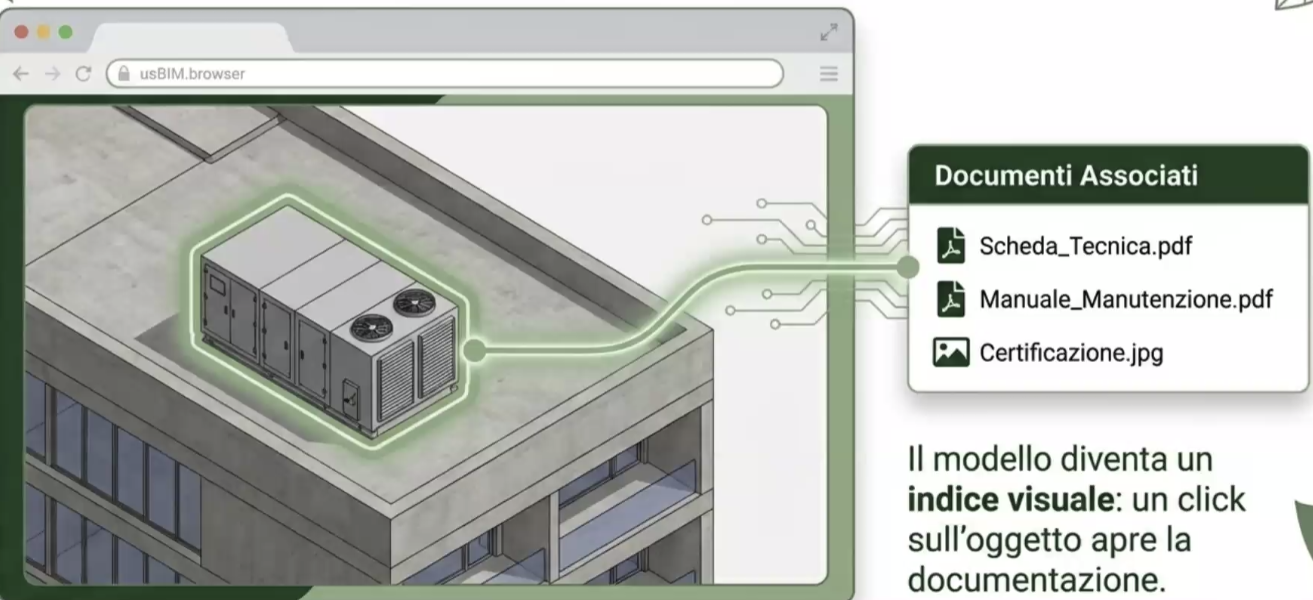 usBIM.browser
Documenti Associati
Scheda_Tecnica.pdf
Manuale_Manutenzione.pdf
Certificazione.jpg
Il modello diventa un
indice visuale: un click
sull’oggetto apre la
documentazione.